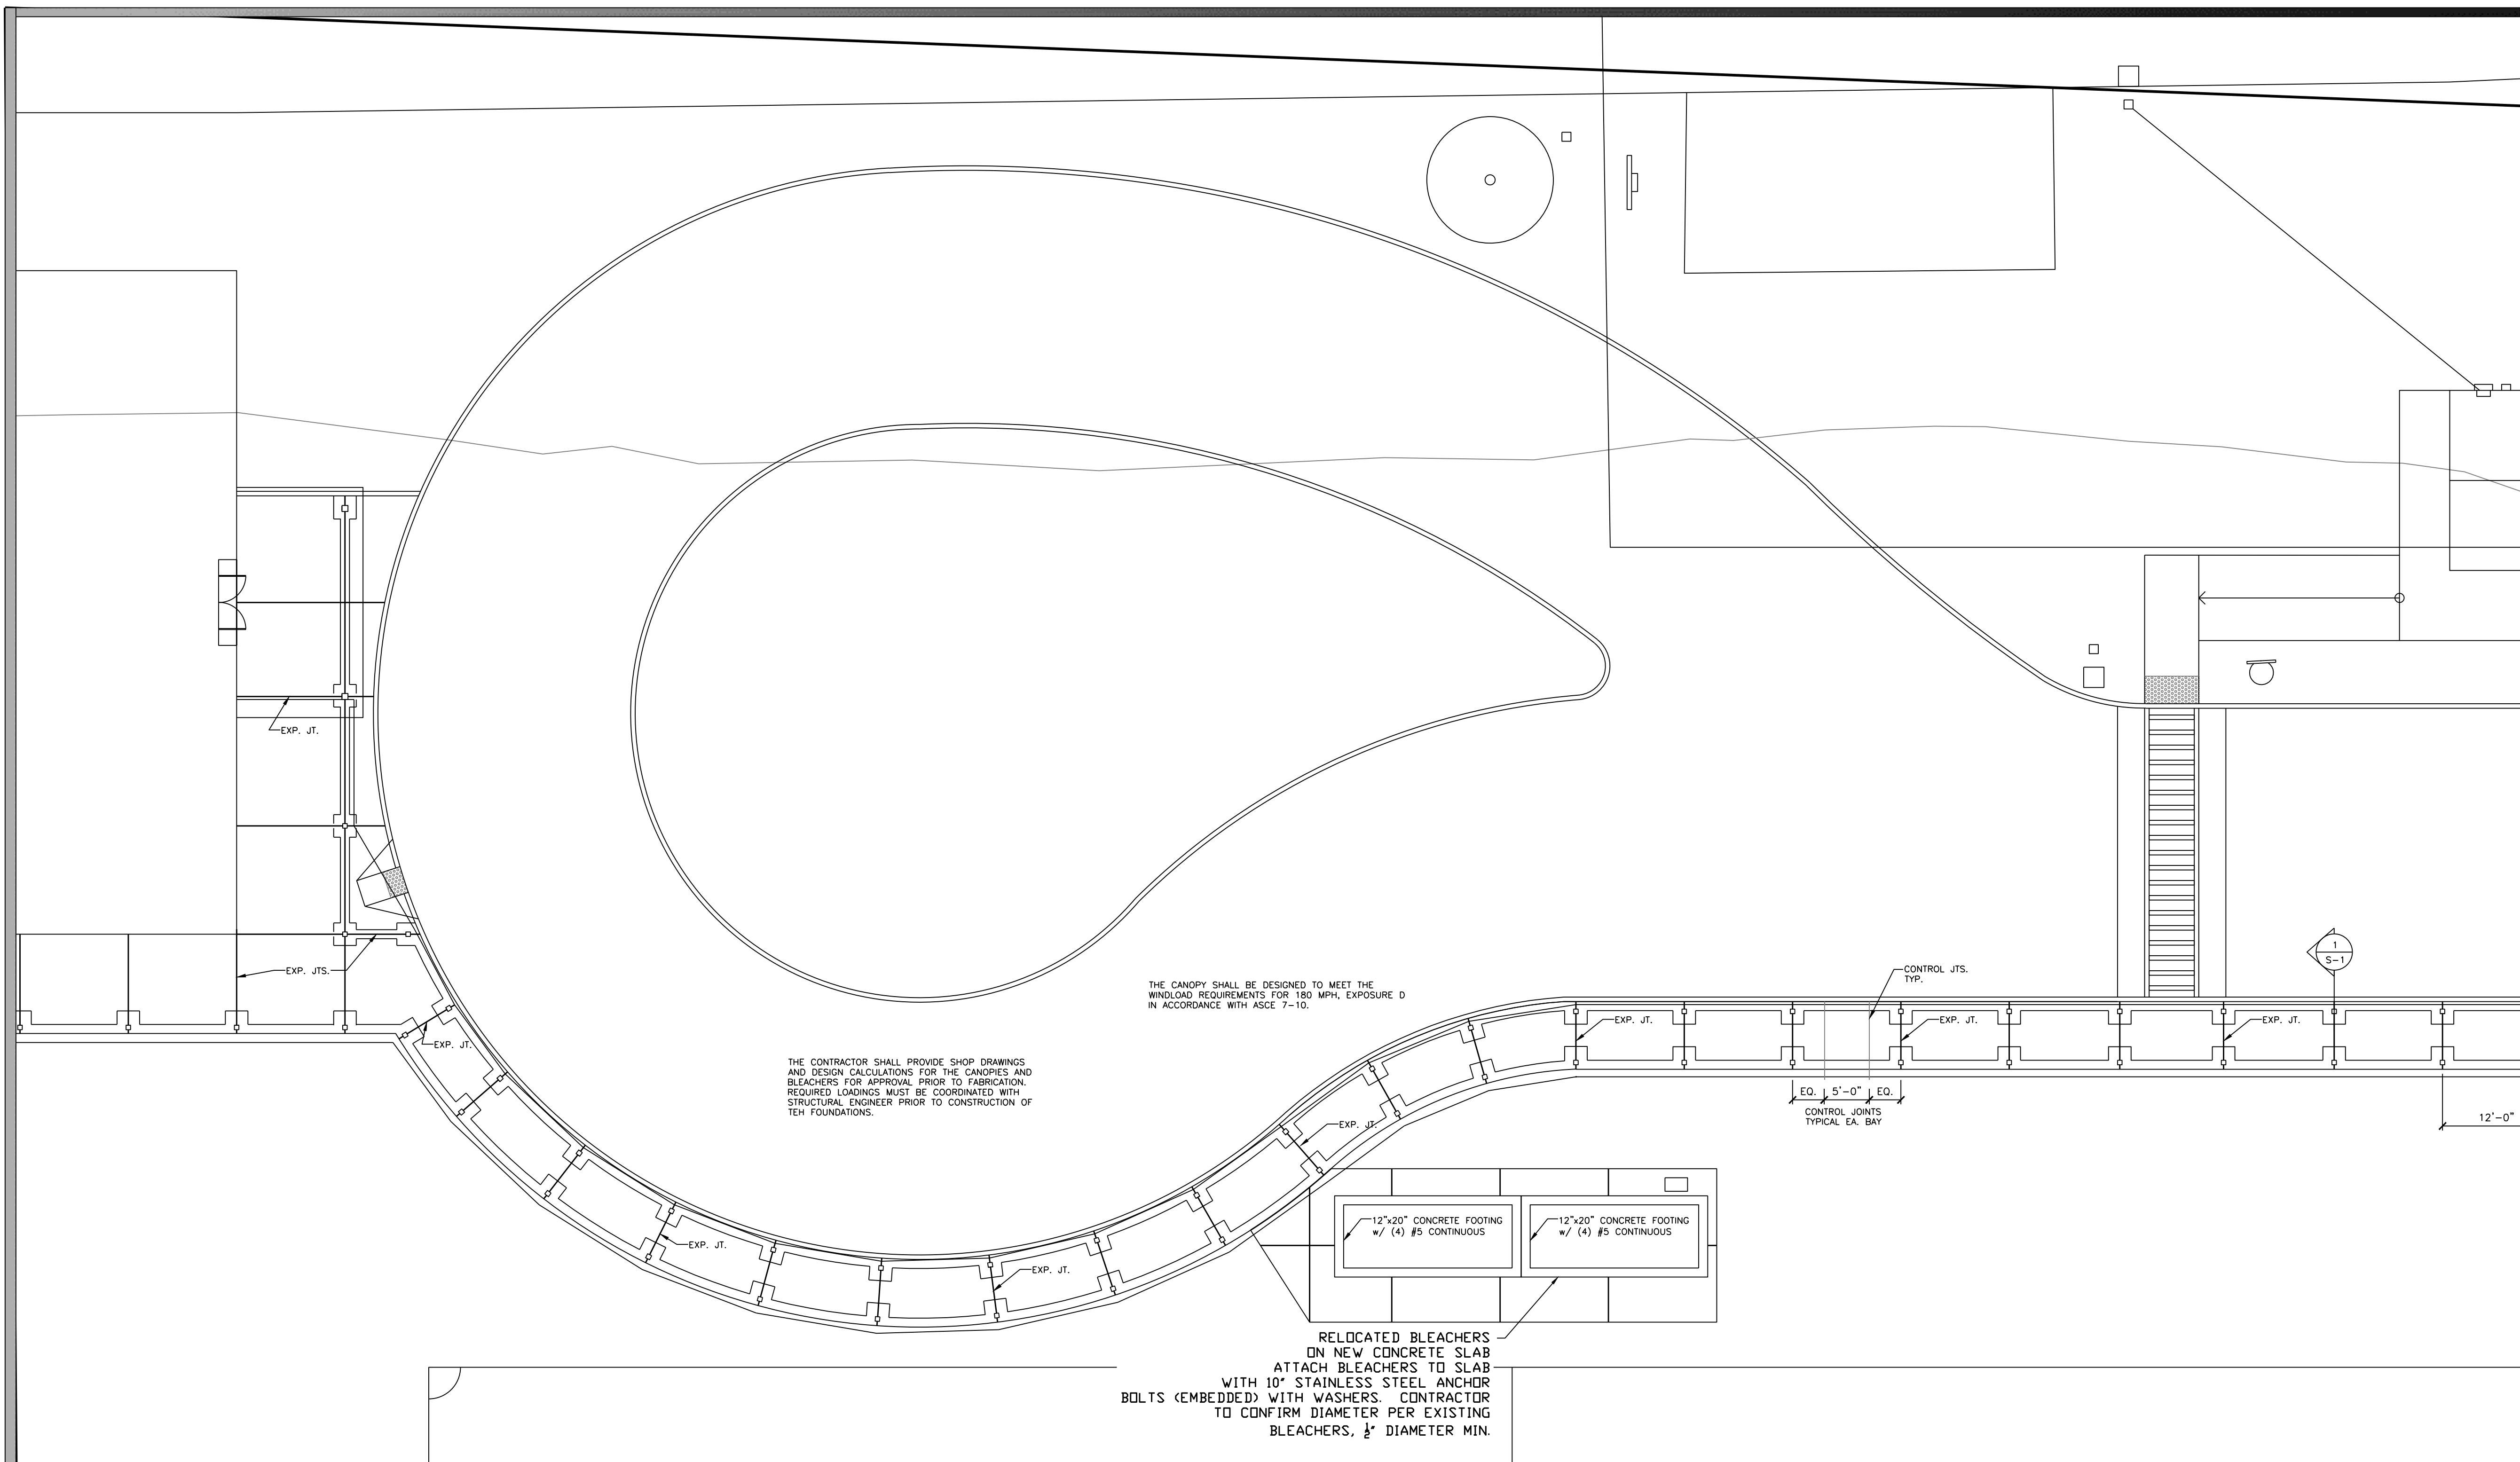 EXP. JT.
EXP. JTS.
EXP. JT.
THE CANOPY SHALL BE DESIGNED TO MEET THE
WINDLOAD REQUIREMENTS FOR 180 MPH, EXPOSURE D
IN ACCORDANCE WITH ASCE 7-10.
THE CONTRACTOR SHALL PROVIDE SHOP DRAWINGS
AND DESIGN CALCULATIONS FOR THE CANOPIES AND
BLEACHERS FOR APPROVAL PRIOR TO FABRICATION.
REQUIRED LOADINGS MUST BE COORDINATED WITH
STRUCTURAL ENGINEER PRIOR TO CONSTRUCTION OF
TEH FOUNDATIONS.
CONTROL JTS.
TYP.
1
S-1
EXP. JT.
EXP. JT.
EXP. JT.
EQ. 5'-0" EQ.
CONTROL JOINTS
TYPICAL EA. BAY
12'-0"
EXP. JT.
EXP. JT.
EXP. JT.
12"x20" CONCRETE FOOTING
w/ (4) #5 CONTINUOUS
12"x20" CONCRETE FOOTING
w/ (4) #5 CONTINUOUS
RELOCATED BLEACHERS
ON NEW CONCRETE SLAB
ATTACH BLEACHERS TO SLAB
WITH 10" STAINLESS STEEL ANCHOR
BOLTS (EMBEDDED) WITH WASHERS. CONTRACTOR
TO CONFIRM DIAMETER PER EXISTING
BLEACHERS, ½" DIAMETER MIN.